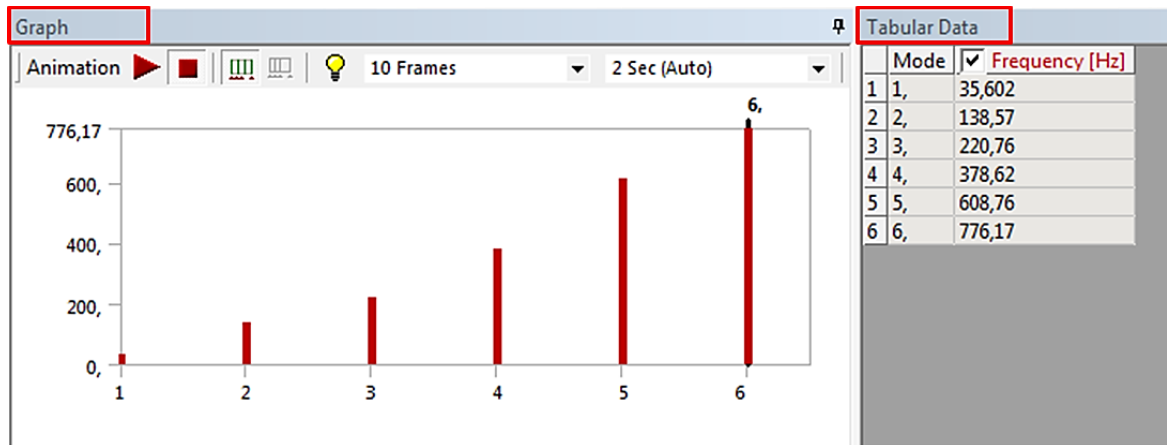 Graph
Animation 10 Frames 2 Sec (Auto)
6,
776,17
600,
400,
200,
0,
1 2 3 4 5 6
Tabular Data
Mode Frequency [Hz]
1 1, 35,602
2 2, 138,57
3 3, 220,76
4 4, 378,62
5 5, 608,76
6 6, 776,17